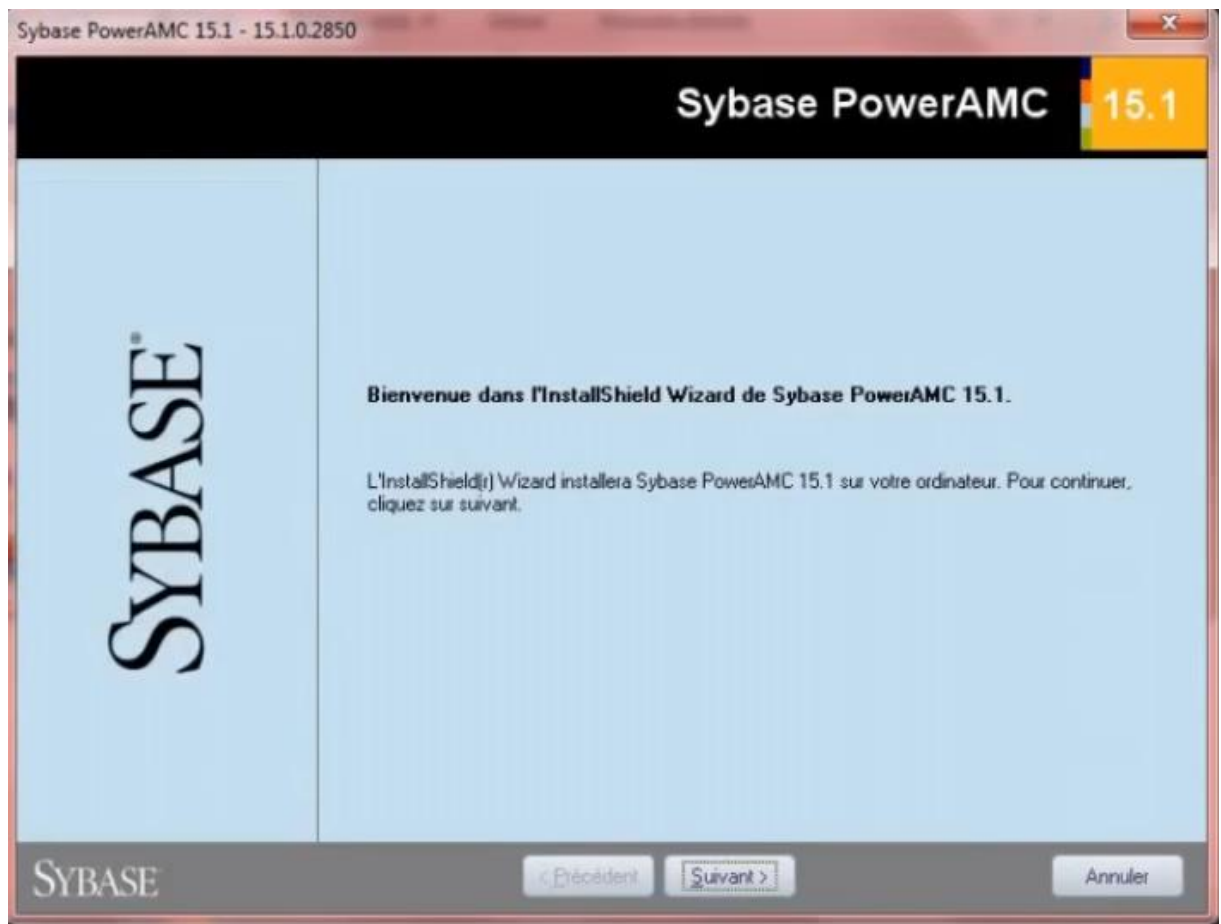 Sybase PowerAMC 15.1 - 15.1.0.2850
Sybase PowerAMC 15.1
SYBASE®
Bienvenue dans l'InstallShield Wizard de Sybase PowerAMC 15.1.
L'InstallShield(r) Wizard installera Sybase PowerAMC 15.1 sur votre ordinateur. Pour continuer,
cliquez sur suivant.
SYBASE
< Précédent Suivant > Annuler